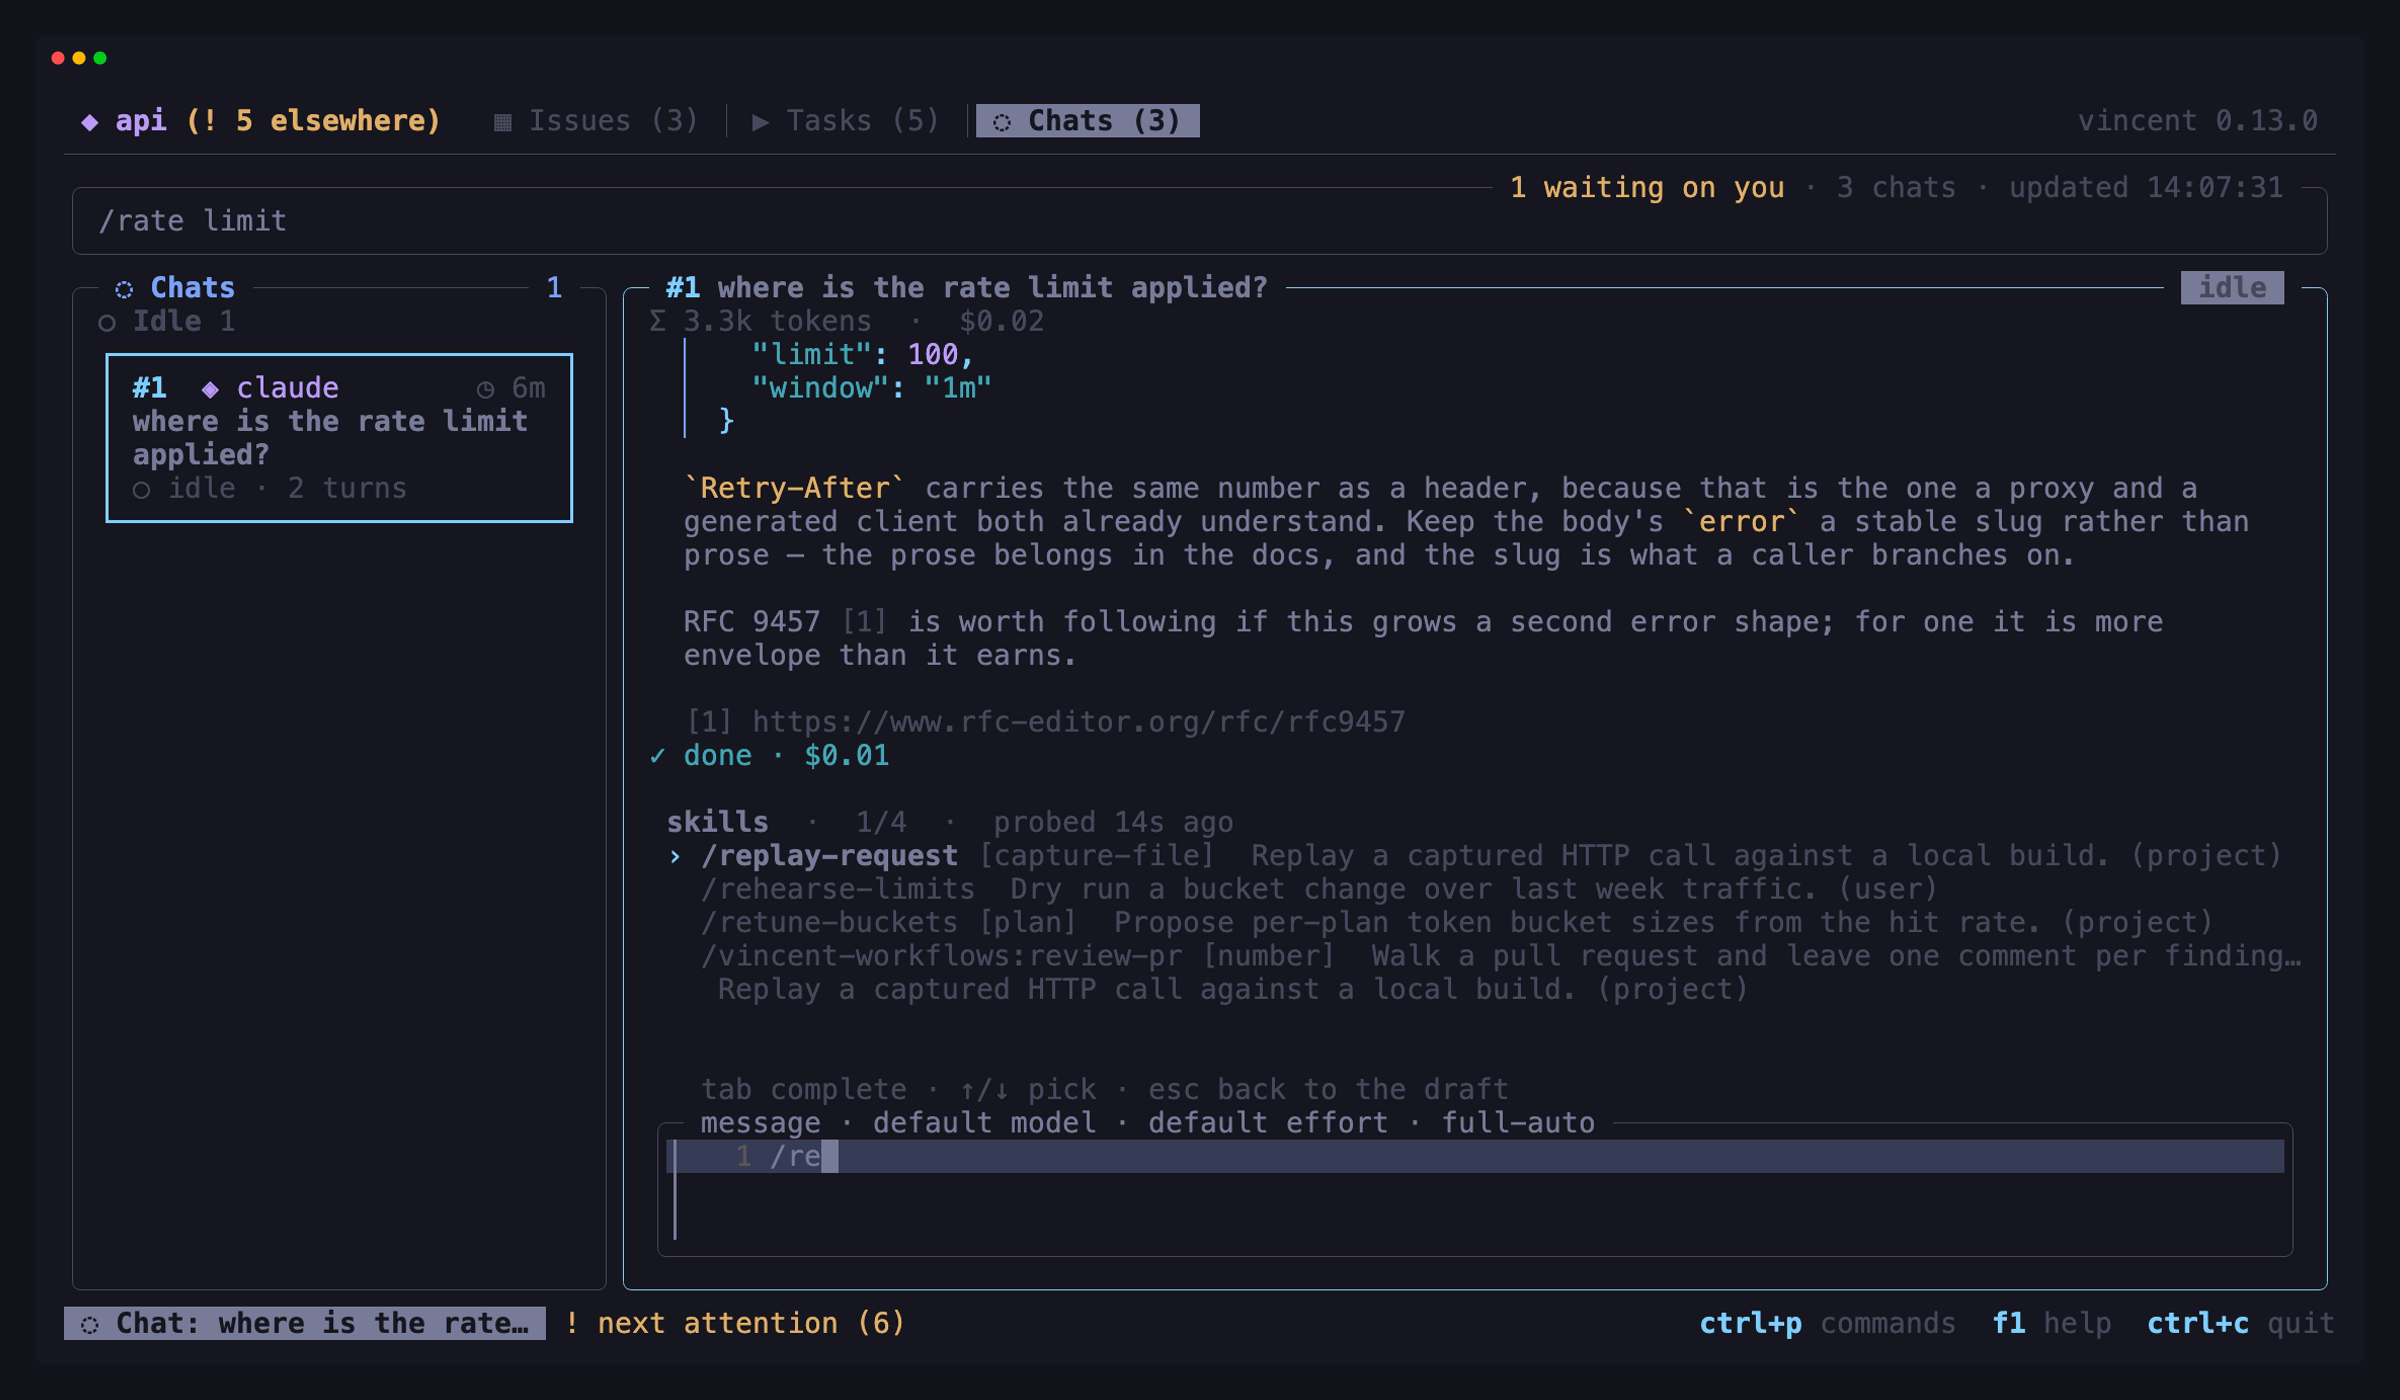 ◆ api (! 5 elsewhere) ▦ Issues (3) ▶ Tasks (5) ◌ Chats (3) vincent 0.13.0
1 waiting on you · 3 chats · updated 14:07:31
/rate limit
◌ Chats 1
○ Idle 1
#1 ◈ claude ◷ 6m
where is the rate limit
applied?
○ idle · 2 turns
#1 where is the rate limit applied? idle
Σ 3.3k tokens · $0.02
"limit": 100,
"window": "1m"
}
`Retry-After` carries the same number as a header, because that is the one a proxy and a
generated client both already understand. Keep the body's `error` a stable slug rather than
prose — the prose belongs in the docs, and the slug is what a caller branches on.
RFC 9457 [1] is worth following if this grows a second error shape; for one it is more
envelope than it earns.
[1] https://www.rfc-editor.org/rfc/rfc9457
✓ done · $0.01
skills · 1/4 · probed 14s ago
› /replay-request [capture-file] Replay a captured HTTP call against a local build. (project)
/rehearse-limits Dry run a bucket change over last week traffic. (user)
/retune-buckets [plan] Propose per-plan token bucket sizes from the hit rate. (project)
/vincent-workflows:review-pr [number] Walk a pull request and leave one comment per finding…
Replay a captured HTTP call against a local build. (project)
tab complete · ↑/↓ pick · esc back to the draft
message · default model · default effort · full-auto
1 /re
◌ Chat: where is the rate… ! next attention (6) ctrl+p commands f1 help ctrl+c quit